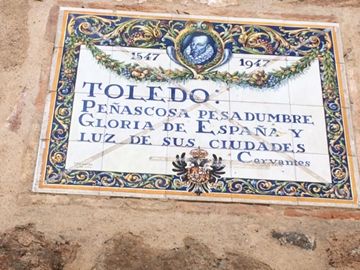 1547 1947
TOLEDO:
PEÑASCOSA PESADUMBRE
GLORIA DE ESPAÑA Y
LUZ DE SUS CIUDADES
Cervantes